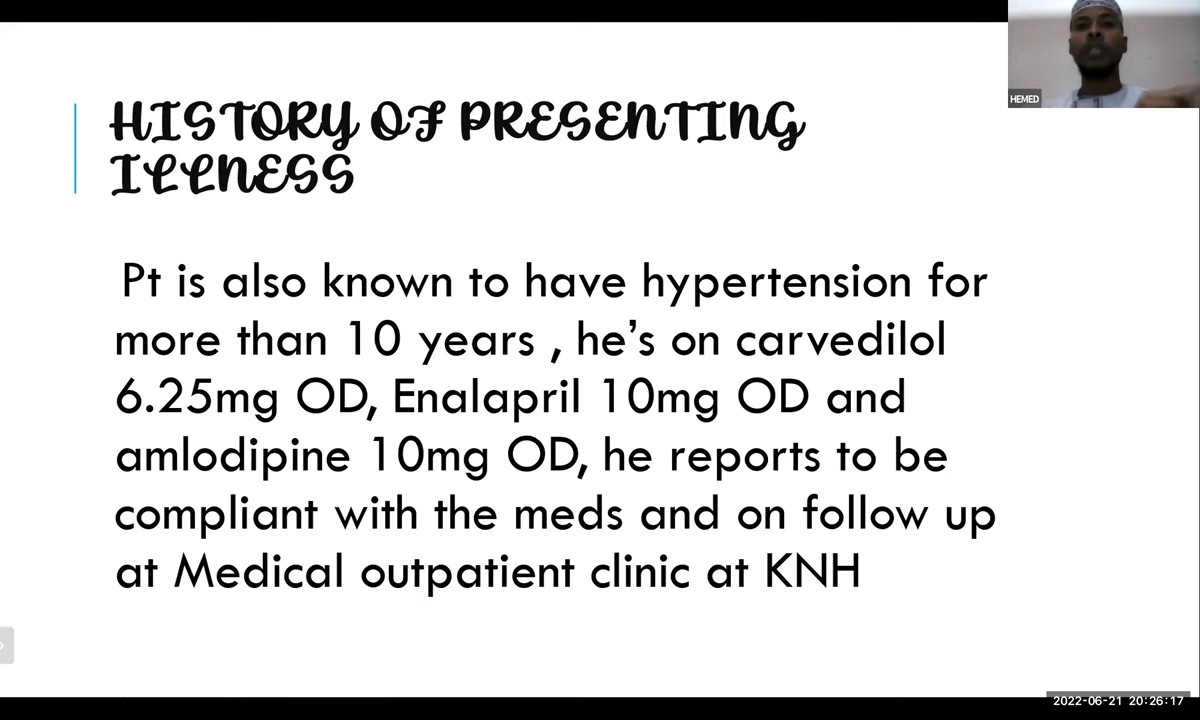 HISTORY OF PRESENTING
ILLNESS
Pt is also known to have hypertension for
more than 10 years , he’s on carvedilol
6.25mg OD, Enalapril 10mg OD and
amlodipine 10mg OD, he reports to be
compliant with the meds and on follow up
at Medical outpatient clinic at KNH
HEMED
2022-06-21 20:26:17